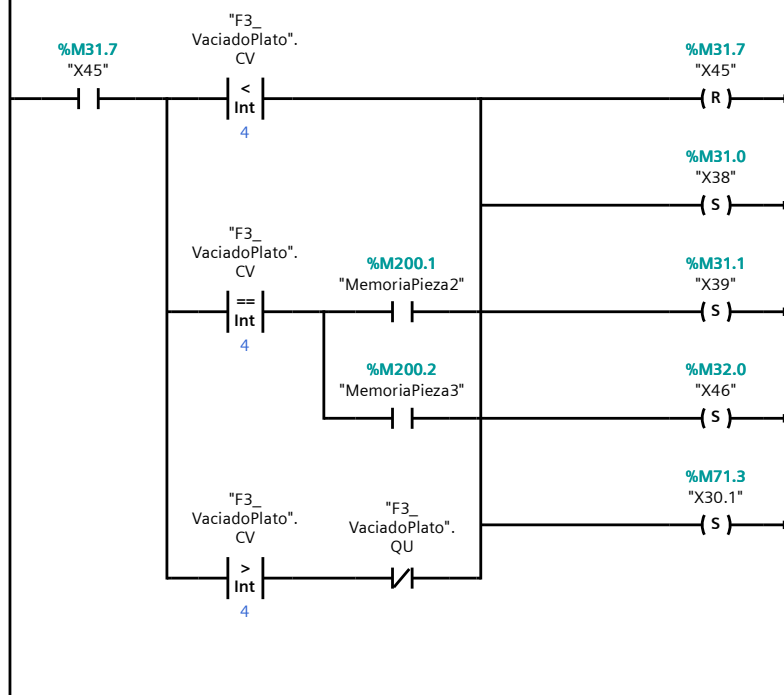 "F3_
VaciadoPlato".
CV
%M31.7
"X45"
<
Int
4
%M31.7
"X45"
R
%M31.0
"X38"
S
"F3_
VaciadoPlato".
CV
==
Int
4
%M200.1
"MemoriaPieza2"
%M31.1
"X39"
S
%M200.2
"MemoriaPieza3"
%M32.0
"X46"
S
%M71.3
"X30.1"
S
"F3_
VaciadoPlato".
CV
>
Int
4
"F3_
VaciadoPlato".
QU